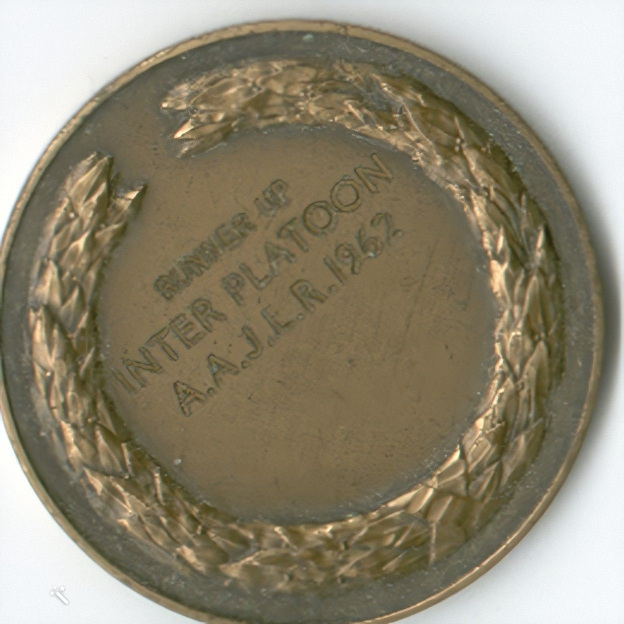 RUNNER UP
INTER PLATOON
A.A.J.L.R. 1962